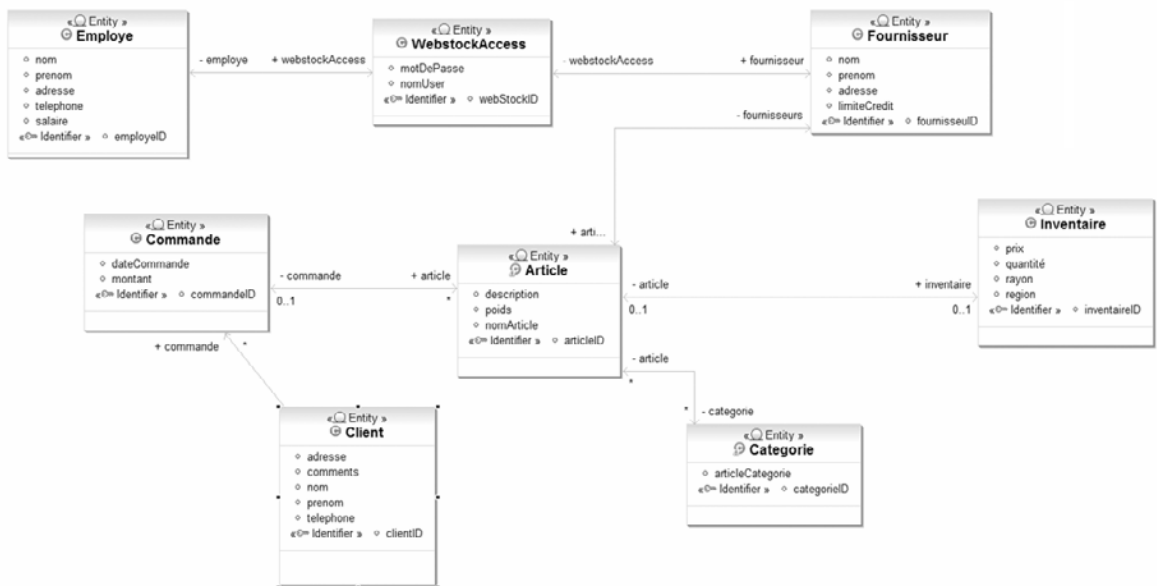 « Entity »
Employe
nom
prenom
adresse
telephone
salaire
« Identifier » employeID
- employe
+ webstockAccess
« Entity »
WebstockAccess
motDePasse
nomUser
« Identifier » webStockID
- webstockAccess
+ fournisseur
« Entity »
Fournisseur
nom
prenom
adresse
limiteCredit
« Identifier » fournisseuID
- fournisseurs
+ arti...
« Entity »
Commande
dateCommande
montant
« Identifier » commandeID
- commande
0..1
+ article
*
« Entity »
Article
description
poids
nomArticle
« Identifier » articleID
- article
0..1
+ inventaire
0..1
« Entity »
Inventaire
prix
quantité
rayon
region
« Identifier » inventaireID
+ commande
*
- article
*
* - categorie
« Entity »
Client
adresse
comments
nom
prenom
telephone
« Identifier » clientID
« Entity »
Categorie
articleCategorie
« Identifier » categorieID